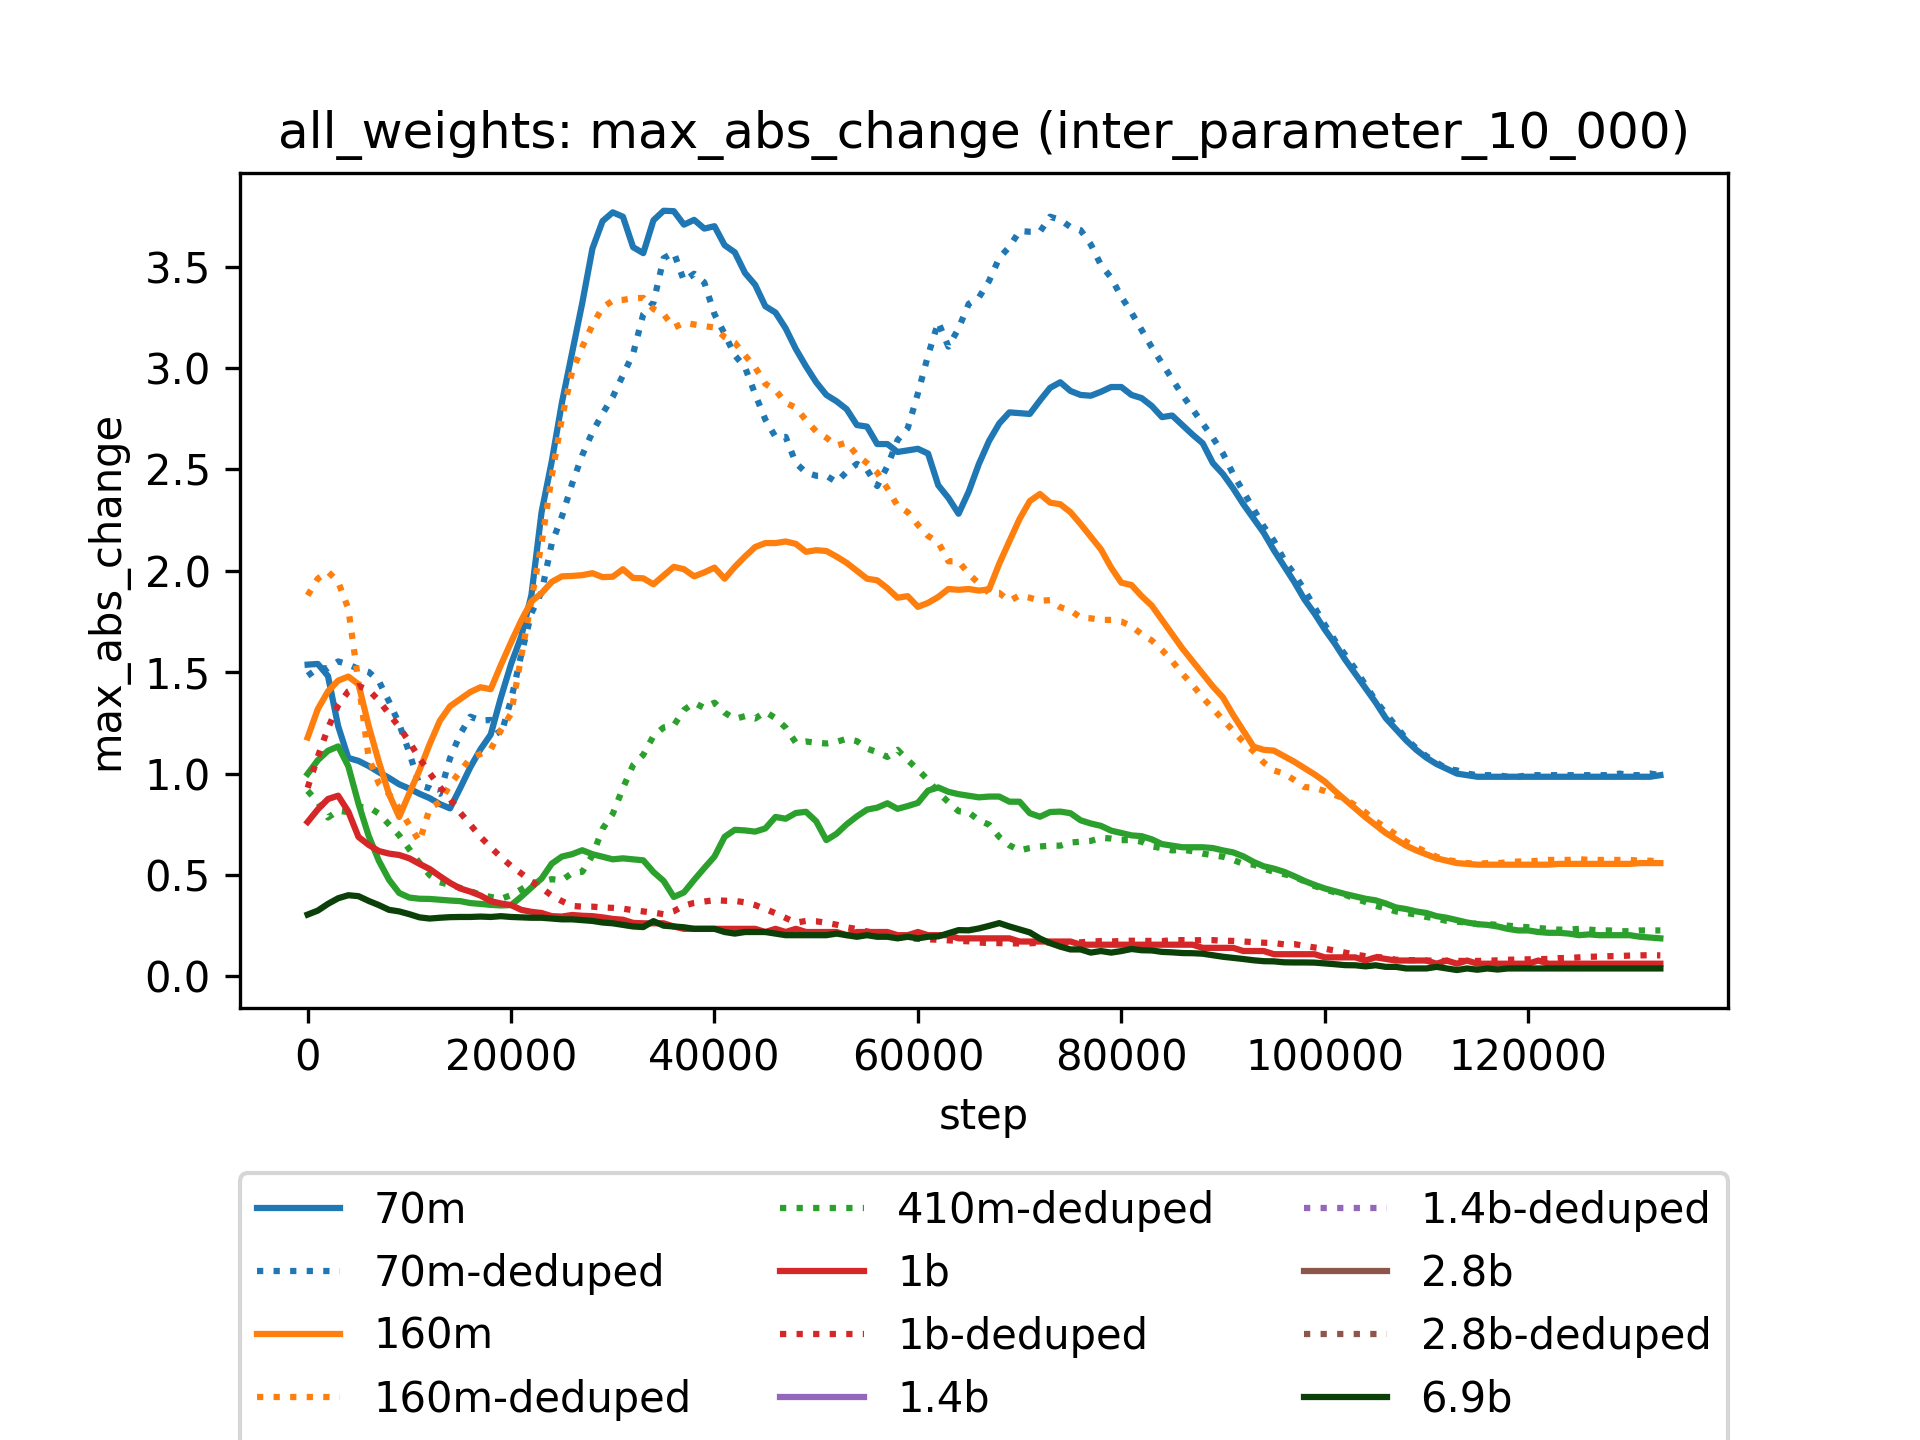 all_weights: max_abs_change (inter_parameter_10_000)
max_abs_change
3.5
3.0
2.5
2.0
1.5
1.0
0.5
0.0
0 20000 40000 60000 80000 100000 120000
step
70m 410m-deduped 1.4b-deduped
70m-deduped 1b 2.8b
160m 1b-deduped 2.8b-deduped
160m-deduped 1.4b 6.9b